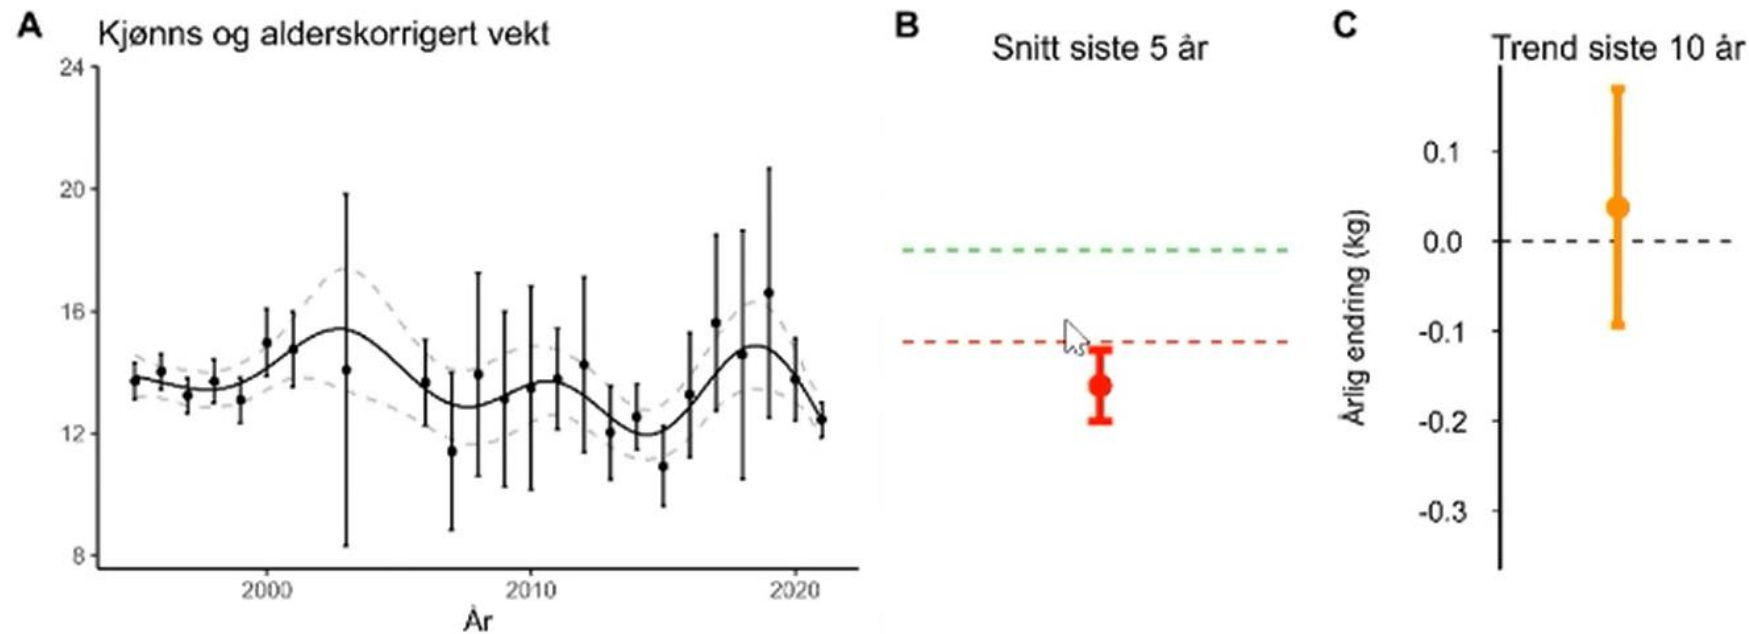 A
Kjønns og alderskorrigert vekt
24
20
16
12
8
2000
2010
2020
År
B
Snitt siste 5 år
C
Trend siste 10 år
Årlig endring (kg)
0.1
0.0
-0.1
-0.2
-0.3